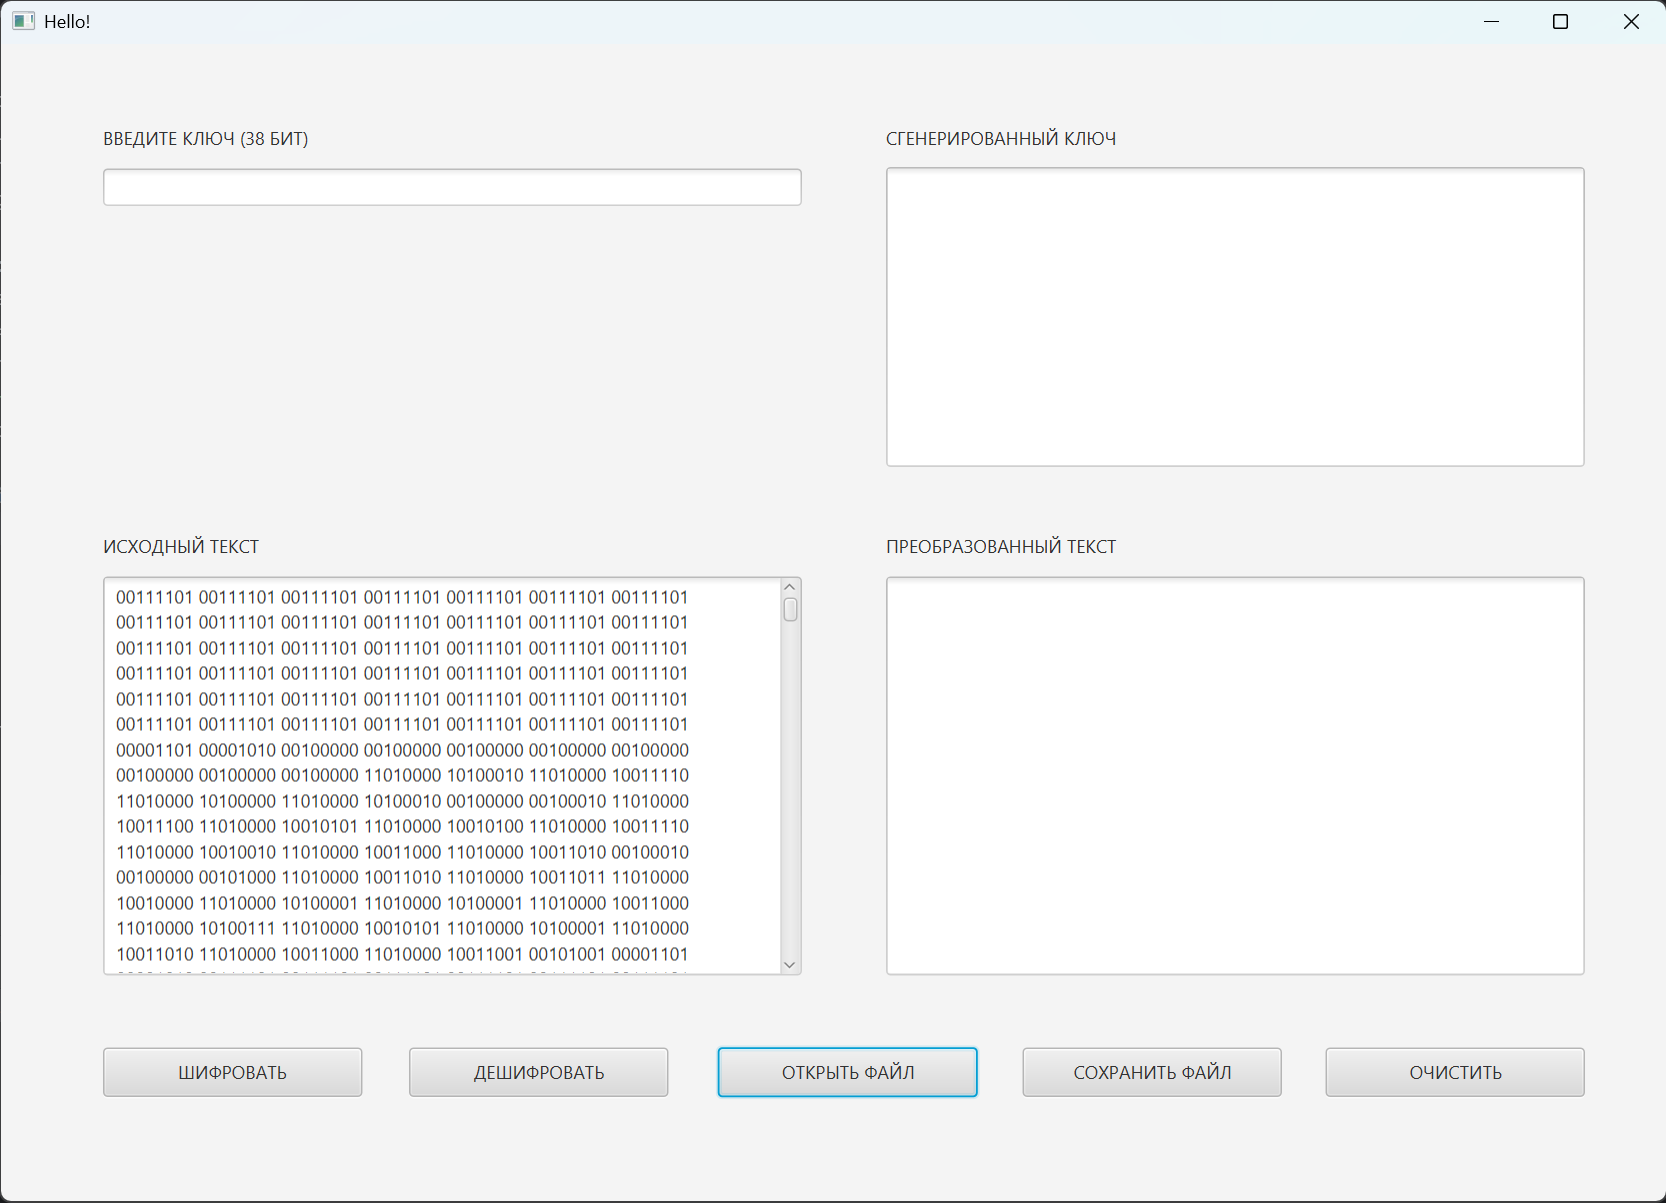 Hello!
ВВЕДИТЕ КЛЮЧ (38 БИТ)
СГЕНЕРИРОВАННЫЙ КЛЮЧ
ИСХОДНЫЙ ТЕКСТ
00111101 00111101 00111101 00111101 00111101 00111101 00111101
00111101 00111101 00111101 00111101 00111101 00111101 00111101
00111101 00111101 00111101 00111101 00111101 00111101 00111101
00111101 00111101 00111101 00111101 00111101 00111101 00111101
00111101 00111101 00111101 00111101 00111101 00111101 00111101
00111101 00111101 00111101 00111101 00111101 00111101 00111101
00001101 00001010 00100000 00100000 00100000 00100000 00100000
00100000 00100000 00100000 11010000 10100010 11010000 10011110
11010000 10100000 11010000 10100010 00100000 00100010 11010000
10011100 11010000 10010101 11010000 10010100 11010000 10011110
11010000 10010010 11010000 10011000 11010000 10011010 00100010
00100000 00101000 11010000 10011010 11010000 10011011 11010000
10010000 11010000 10100001 11010000 10100001 11010000 10011000
11010000 10100111 11010000 10010101 11010000 10100001 11010000
10011010 11010000 10011000 11010000 10011001 00101001 00001101
ПРЕОБРАЗОВАННЫЙ ТЕКСТ
ШИФРОВАТЬ
ДЕШИФРОВАТЬ
ОТКРЫТЬ ФАЙЛ
СОХРАНИТЬ ФАЙЛ
ОЧИСТИТЬ